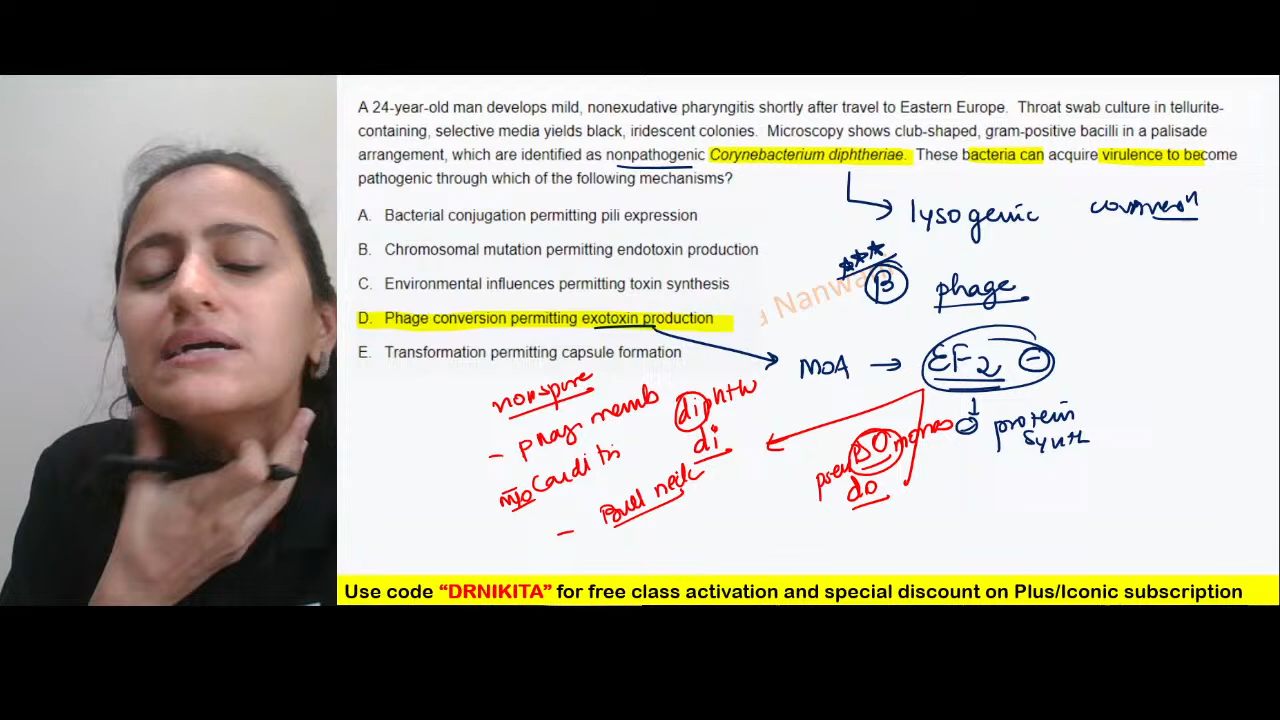 A 24-year-old man develops mild, nonexudative pharyngitis shortly after travel to Eastern Europe. Throat swab culture in tellurite-
containing, selective media yields black, iridescent colonies. Microscopy shows club-shaped, gram-positive bacilli in a palisade
arrangement, which are identified as nonpathogenic Corynebacterium diphtheriae. These bacteria can acquire virulence to become
pathogenic through which of the following mechanisms?
lysogenic
A. Bacterial conjugation permitting pili expression
B. Chromosomal mutation permitting endotoxin production
C. Environmental influences permitting toxin synthesis
β phage
a Nanwa
D. Phage conversion permitting exotoxin production
E. Transformation permitting capsule formation
MOA → EF2 ⊖
protein
synth
memb
di
do
myo
Bull neck
Use code “DRNIKITA” for free class activation and special discount on Plus/Iconic subscription